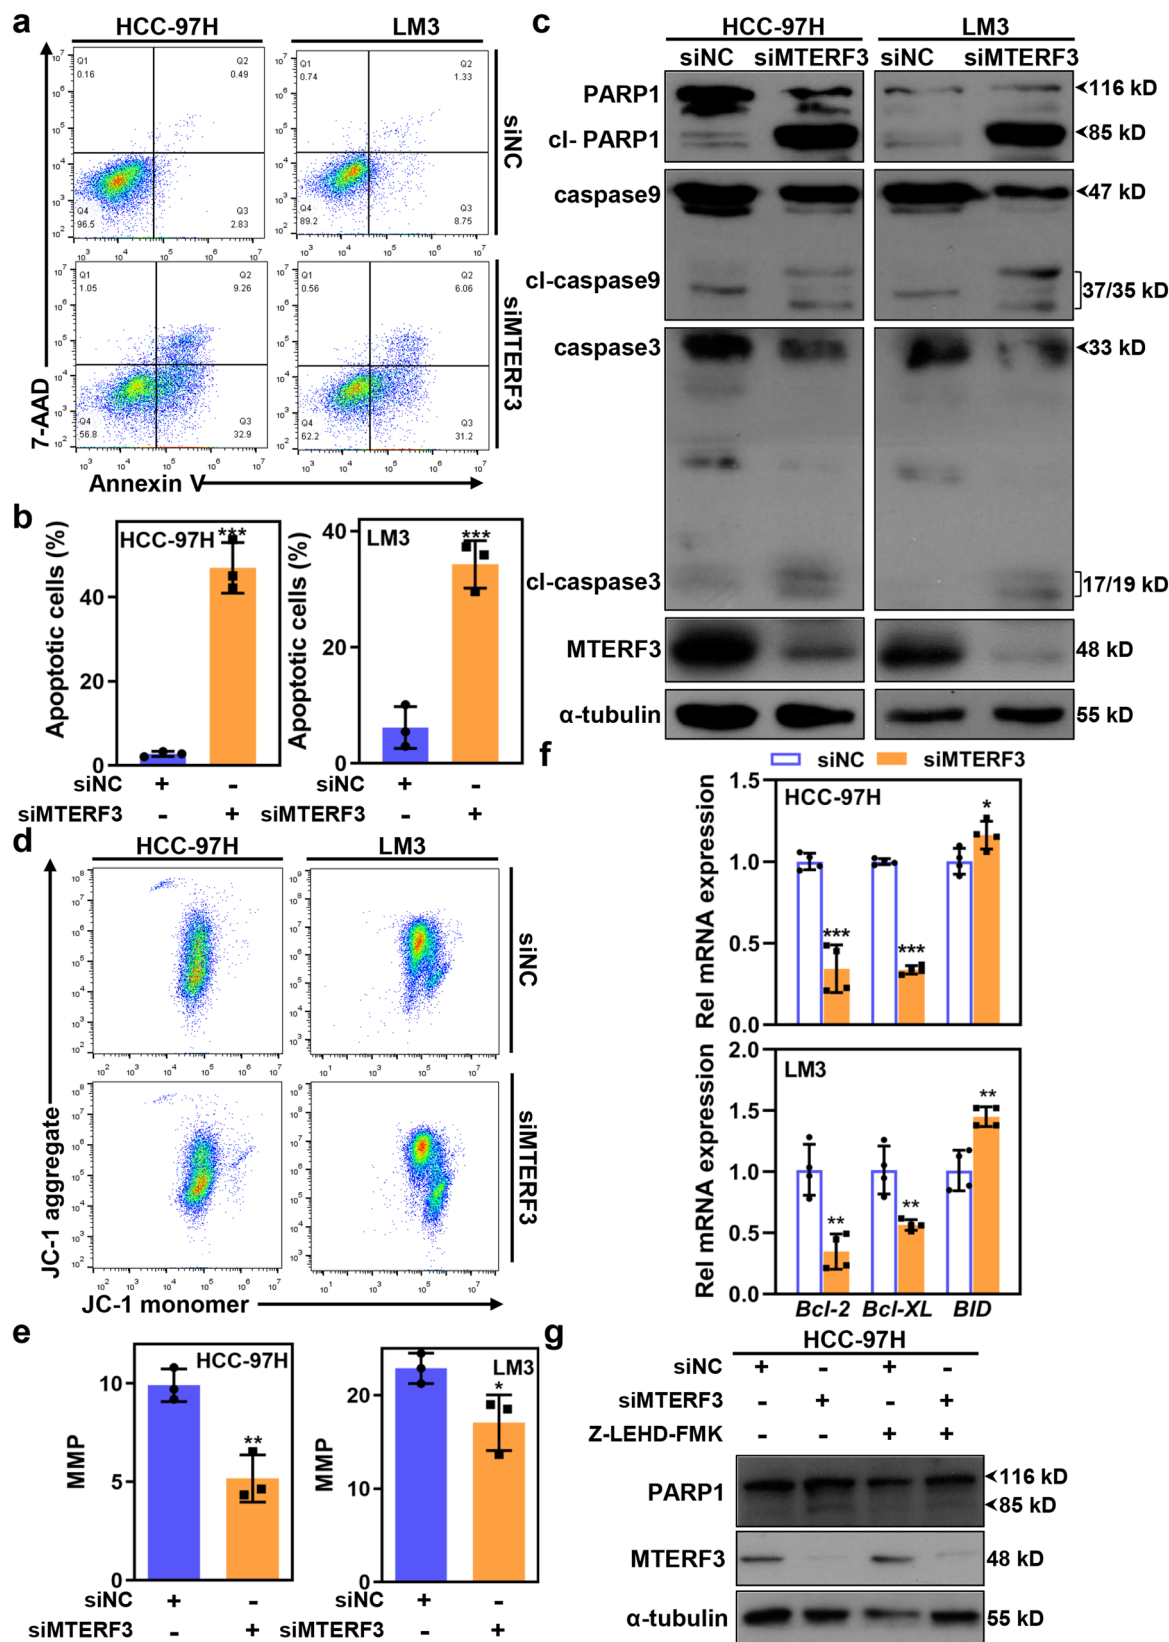 a
HCC-97H
LM3
Q1
0.16
Q2
0.49
Q4
96.5
Q3
2.83
Q1
0.74
Q2
1.33
Q4
89.2
Q3
8.75
siNC
Q1
1.05
Q2
9.26
Q4
56.8
Q3
32.9
Q1
0.56
Q2
6.06
Q4
62.2
Q3
31.2
siMTERF3
7-AAD
Annexin V
b
Apoptotic cells (%)
HCC-97H
***
40
20
0
Apoptotic cells (%)
LM3
***
40
20
0
siNC + - + -
siMTERF3 - + siMTERF3 - +
siNC
c
HCC-97H
LM3
siNC siMTERF3 siNC siMTERF3
PARP1
116 kD
cl- PARP1
85 kD
caspase9
47 kD
cl-caspase9
37/35 kD
caspase3
33 kD
cl-caspase3
17/19 kD
MTERF3
48 kD
α-tubulin
55 kD
d
HCC-97H
LM3
siNC
siMTERF3
JC-1 aggregate
JC-1 monomer
e
MMP
HCC-97H
**
10
5
0
MMP
LM3
*
20
10
0
siNC + - siNC + -
siMTERF3 - + siMTERF3 - +
f
siNC siMTERF3
Rel mRNA expression
HCC-97H
1.5
1.0
0.5
0.0
*** *** *
Rel mRNA expression
LM3
2.0
1.5
1.0
0.5
0.0
** ** **
Bcl-2 Bcl-XL BID
g
HCC-97H
siNC + - + -
siMTERF3 - + - +
Z-LEHD-FMK - - + +
PARP1
116 kD
85 kD
MTERF3
48 kD
α-tubulin
55 kD